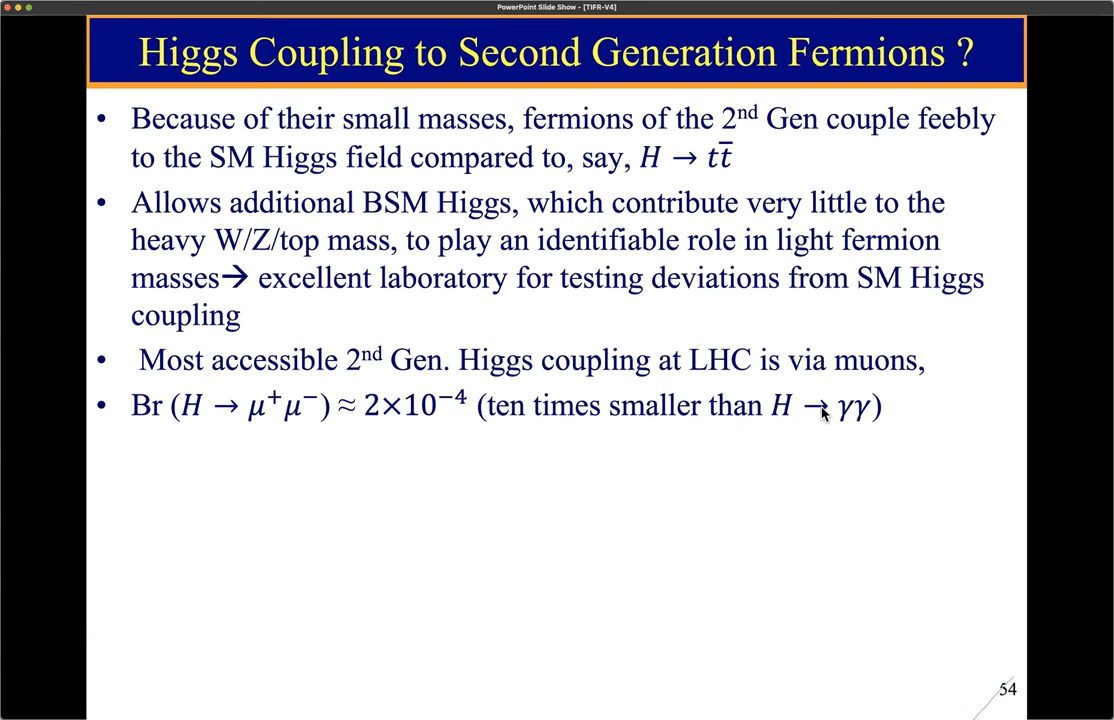 PowerPoint Slide Show - [TIFR-V4]
Higgs Coupling to Second Generation Fermions ?
• Because of their small masses, fermions of the 2ⁿᵈ Gen couple feebly
to the SM Higgs field compared to, say, H → tt̅
• Allows additional BSM Higgs, which contribute very little to the
heavy W/Z/top mass, to play an identifiable role in light fermion
masses→ excellent laboratory for testing deviations from SM Higgs
coupling
• Most accessible 2ⁿᵈ Gen. Higgs coupling at LHC is via muons,
• Br (H → μ⁺μ⁻) ≈ 2×10⁻⁴ (ten times smaller than H → γγ)
54